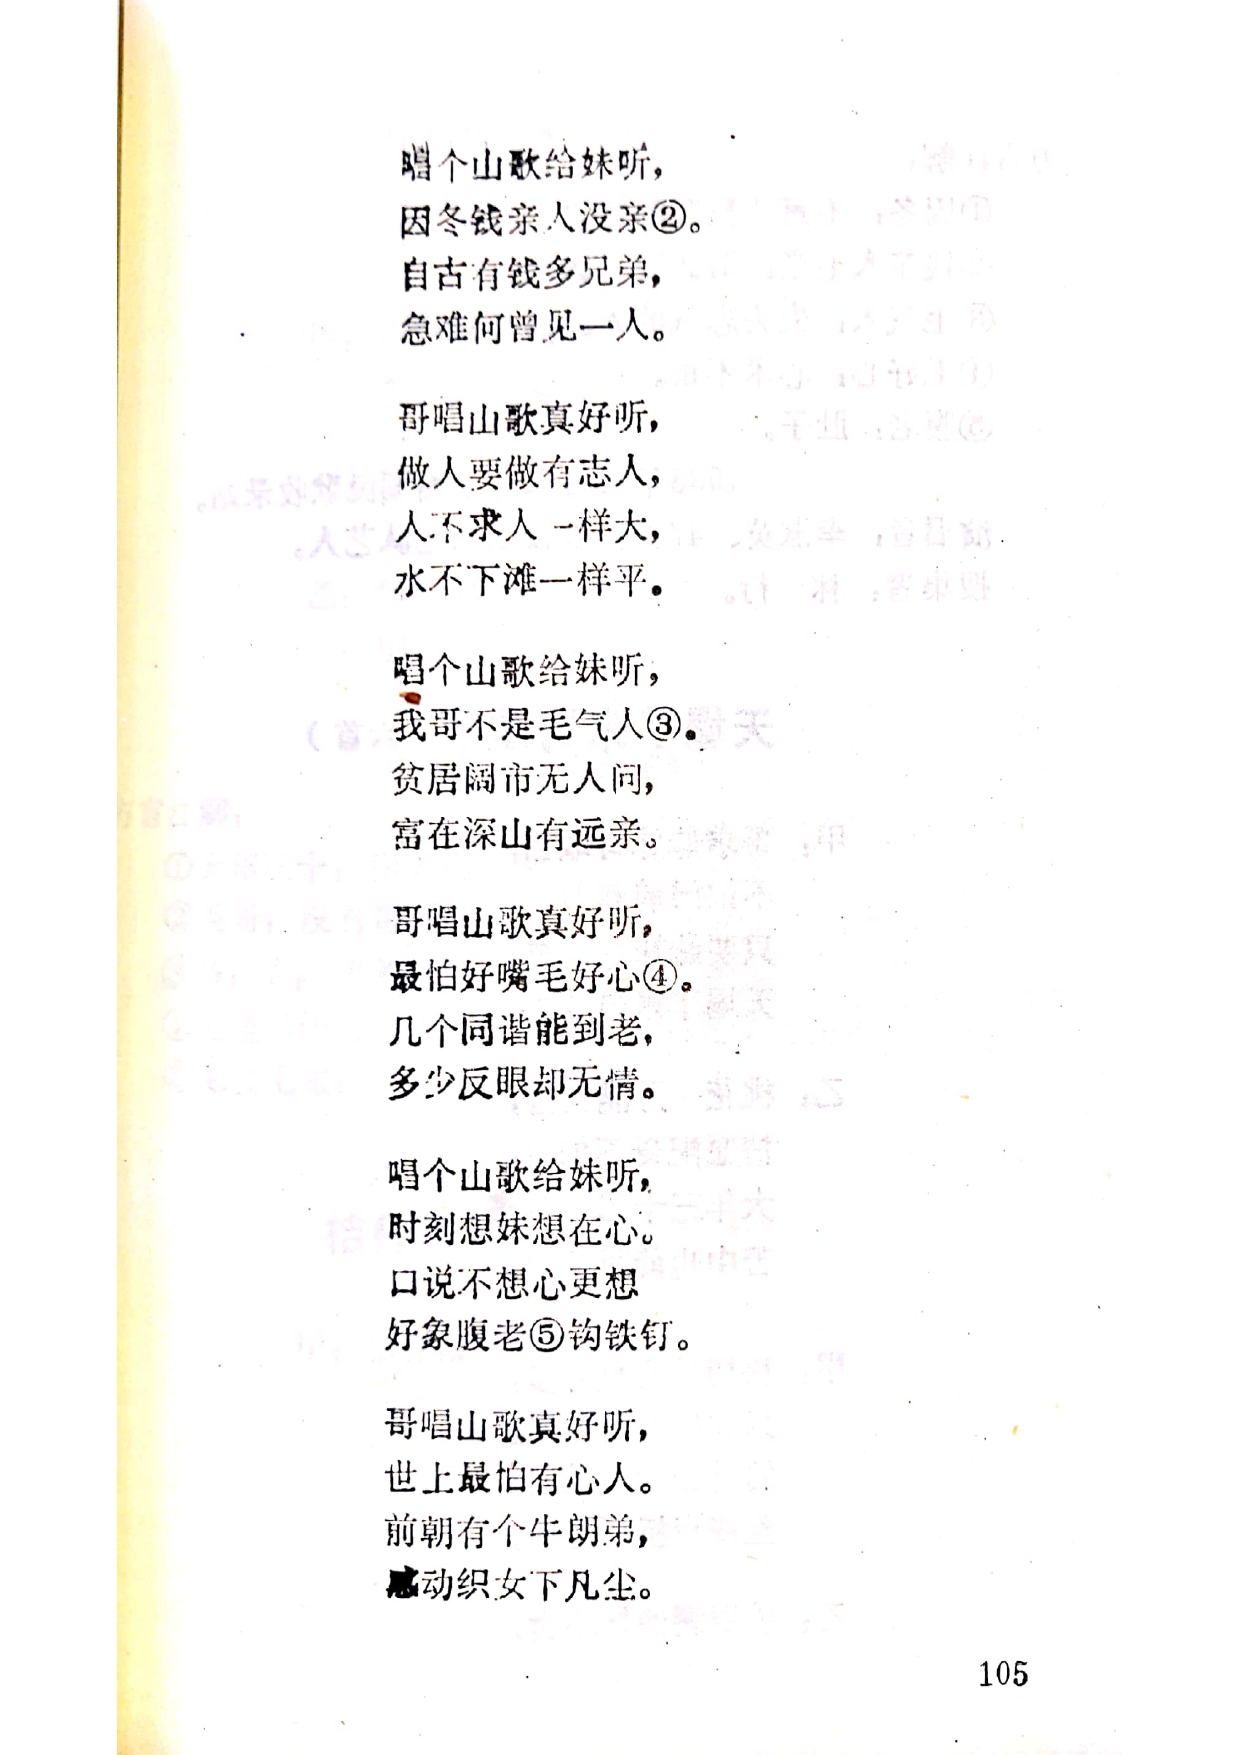 唱个山歌给妹听，
因冬钱亲人没亲②。
自古有钱多兄弟，
急难何曾见一人。
哥唱山歌真好听，
做人要做有志人，
人不求人一样大，
水不下滩一样平。
唱个山歌给妹听，
我哥不是毛气人③。
贫居阔市无人问，
富在深山有远亲。
哥唱山歌真好听，
最怕好嘴毛好心④。
几个同谐能到老，
多少反眼却无情。
唱个山歌给妹听，
时刻想妹想在心。
口说不想心更想
好象腹老⑤钩铁钉。
哥唱山歌真好听，
世上最怕有心人。
前朝有个牛朗弟，
感动织女下凡尘。
105